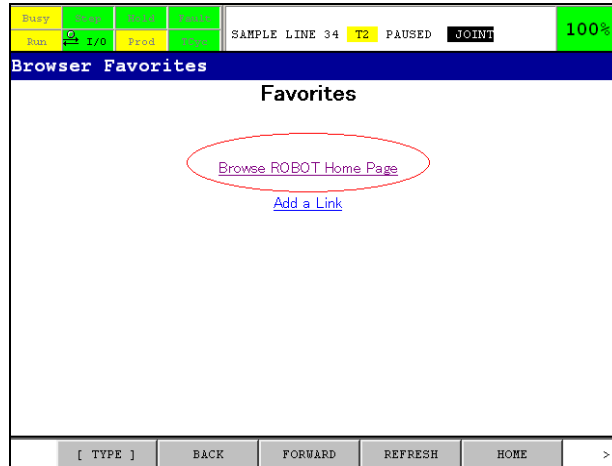 Busy Step Hold Fault
Run I/O Prod TCyc
SAMPLE LINE 34 T2 PAUSED JOINT
100%
Browser Favorites
Favorites
Browse ROBOT Home Page
Add a Link
[ TYPE ] BACK FORWARD REFRESH HOME >